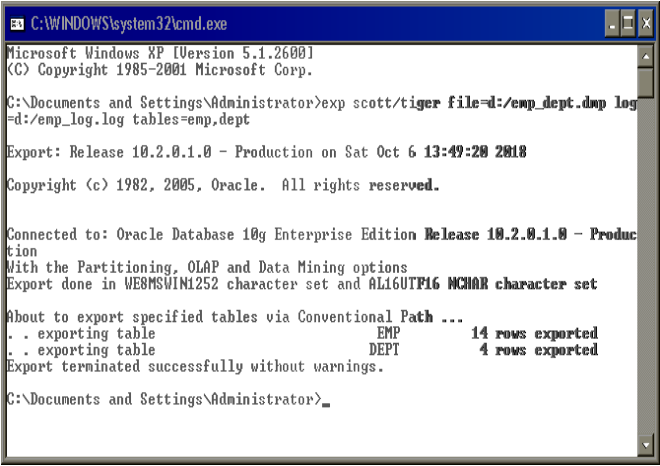 C:\WINDOWS\system32\cmd.exe
Microsoft Windows XP [Version 5.1.2600]
(C) Copyright 1985-2001 Microsoft Corp.
C:\Documents and Settings\Administrator>exp scott/tiger file=d:/emp_dept.dmp log
=d:/emp_log.log tables=emp,dept
Export: Release 10.2.0.1.0 - Production on Sat Oct 6 13:49:20 2018
Copyright (c) 1982, 2005, Oracle.  All rights reserved.
Connected to: Oracle Database 10g Enterprise Edition Release 10.2.0.1.0 - Produc
tion
With the Partitioning, OLAP and Data Mining options
Export done in WE8MSWIN1252 character set and AL16UTF16 NCHAR character set
About to export specified tables via Conventional Path ...
. . exporting table                            EMP         14 rows exported
. . exporting table                           DEPT          4 rows exported
Export terminated successfully without warnings.
C:\Documents and Settings\Administrator>_